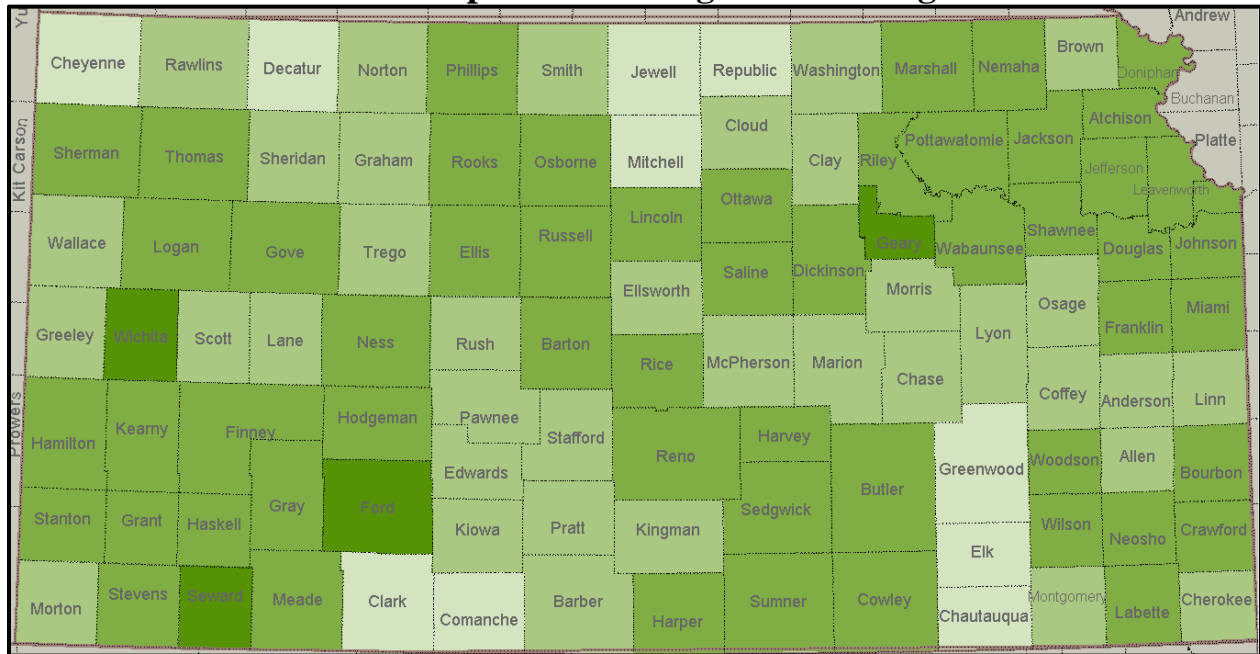 Yu
Andrew
Cheyenne
Rawlins
Decatur
Norton
Phillips
Smith
Jewell
Republic
Washington
Marshall
Nemaha
Brown
Doniphan
Buchanan
Kit Carson
Sherman
Thomas
Sheridan
Graham
Rooks
Osborne
Mitchell
Cloud
Clay
Riley
Pottawatomie
Jackson
Atchison
Platte
Jefferson
Leavenworth
Wallace
Logan
Gove
Trego
Ellis
Russell
Lincoln
Ottawa
Saline
Dickinson
Geary
Wabaunsee
Shawnee
Douglas
Johnson
Ellsworth
Morris
Osage
Greeley
Wichita
Scott
Lane
Ness
Rush
Barton
Rice
McPherson
Marion
Chase
Lyon
Franklin
Miami
Coffey
Anderson
Linn
Prowers
Hamilton
Kearny
Finney
Hodgeman
Pawnee
Stafford
Edwards
Reno
Harvey
Sedgwick
Butler
Greenwood
Woodson
Allen
Bourbon
Stanton
Grant
Haskell
Gray
Ford
Kiowa
Pratt
Kingman
Elk
Wilson
Neosho
Crawford
Morton
Stevens
Seward
Meade
Clark
Comanche
Barber
Harper
Sumner
Cowley
Chautauqua
Montgomery
Labette
Cherokee